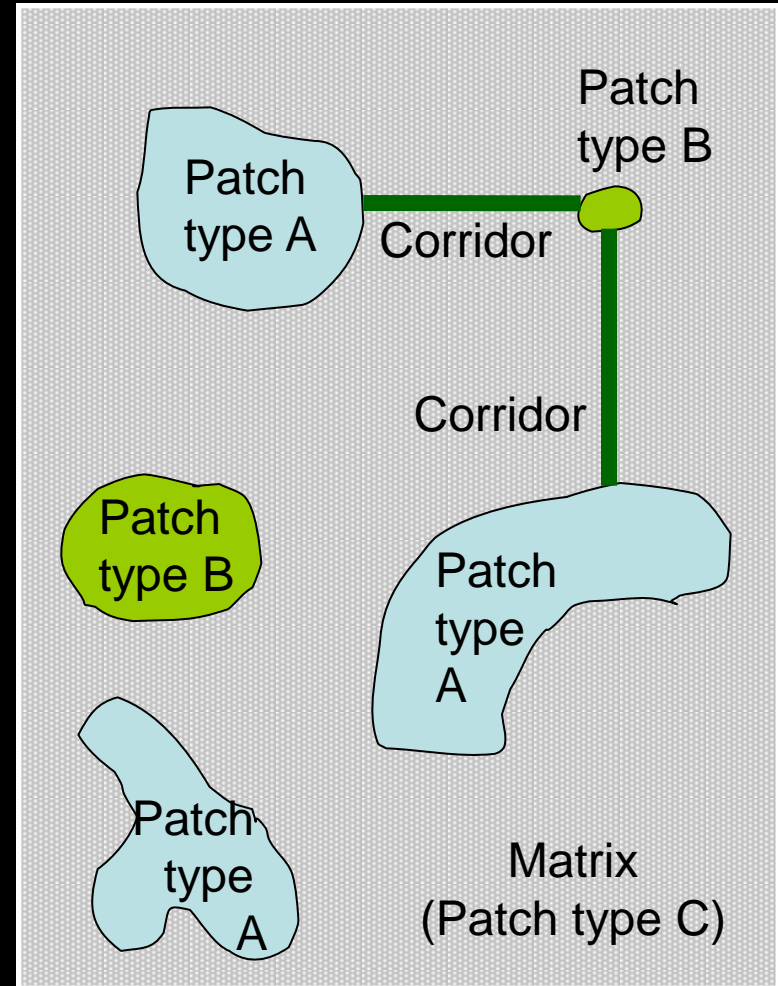 Patch
type B
Patch
type A
Corridor
Corridor
Patch
type B
Patch
type
A
Patch
type
A
Matrix
(Patch type C)